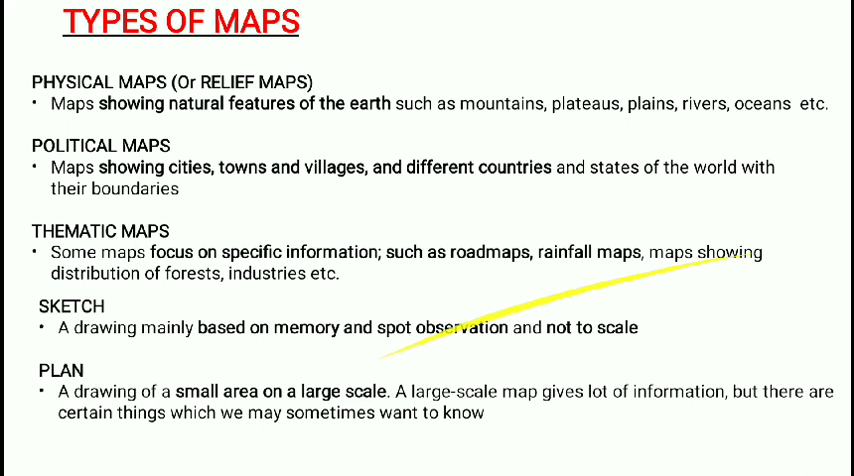 TYPES OF MAPS
PHYSICAL MAPS (Or RELIEF MAPS)
• Maps showing natural features of the earth such as mountains, plateaus, plains, rivers, oceans etc.
POLITICAL MAPS
• Maps showing cities, towns and villages, and different countries and states of the world with
their boundaries
THEMATIC MAPS
• Some maps focus on specific information; such as roadmaps, rainfall maps, maps showing
distribution of forests, industries etc.
SKETCH
• A drawing mainly based on memory and spot observation and not to scale
PLAN
• A drawing of a small area on a large scale. A large-scale map gives lot of information, but there are
certain things which we may sometimes want to know